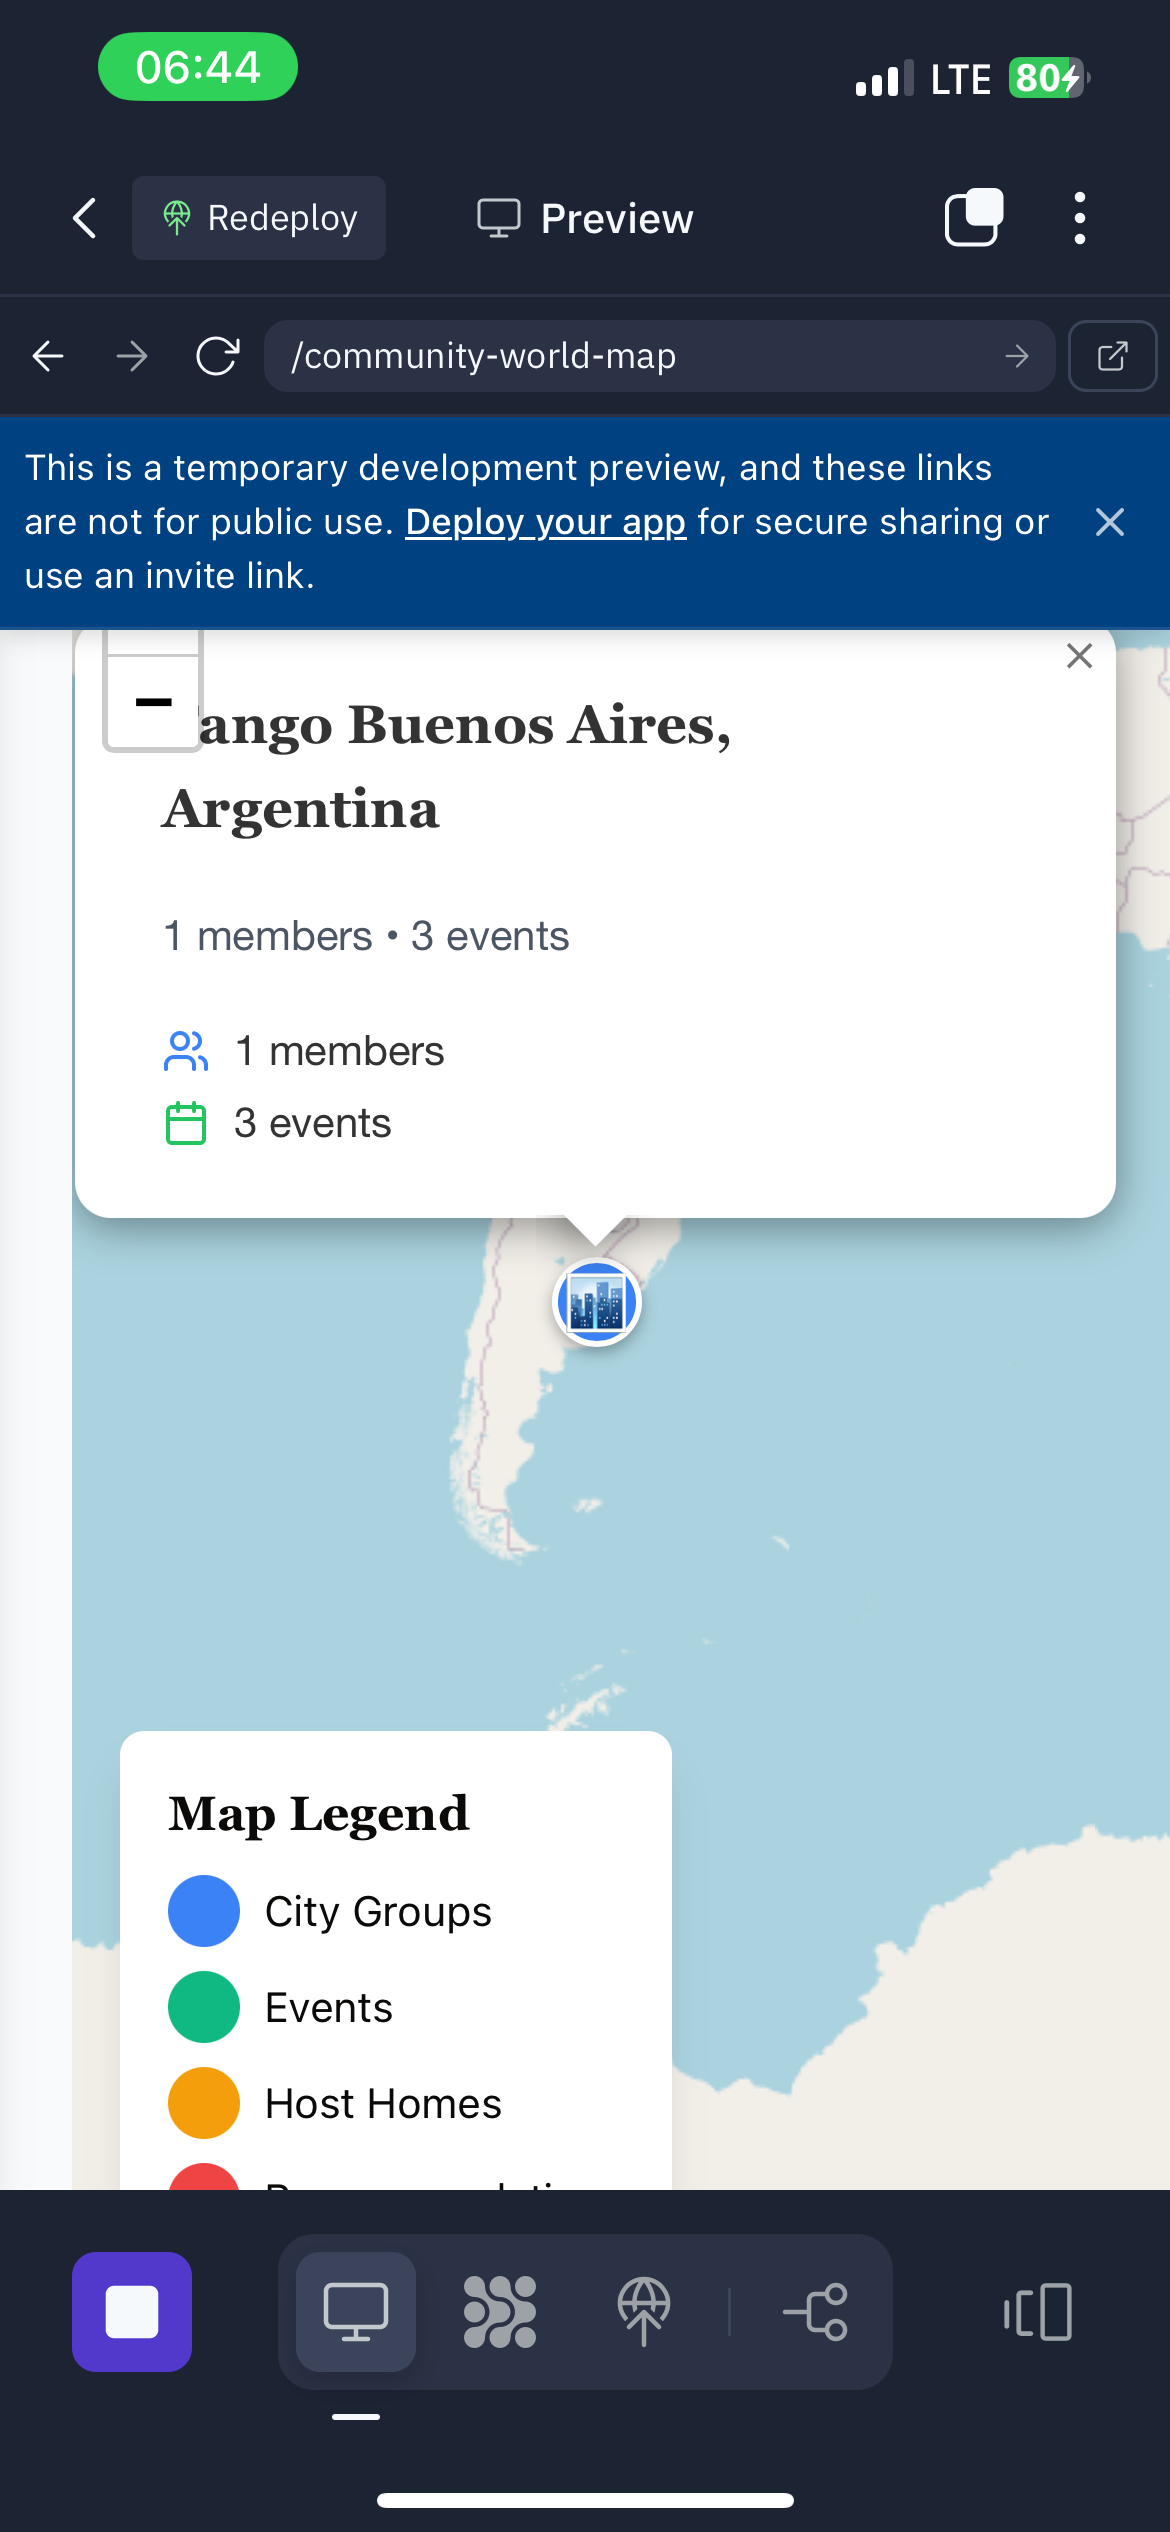 06:44
LTE
80
Redeploy
Preview
/community-world-map
This is a temporary development preview, and these links
are not for public use. Deploy your app for secure sharing or
use an invite link.
ango Buenos Aires,
Argentina
1 members • 3 events
1 members
3 events
Map Legend
City Groups
Events
Host Homes